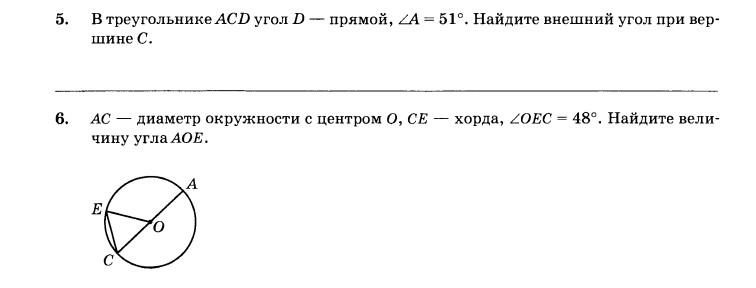 5. В треугольнике ACD угол D — прямой, ∠A = 51°. Найдите внешний угол при вер-
шине C.
6. AC — диаметр окружности с центром O, CE — хорда, ∠OEC = 48°. Найдите вели-
чину угла AOE.
A
E
O
C